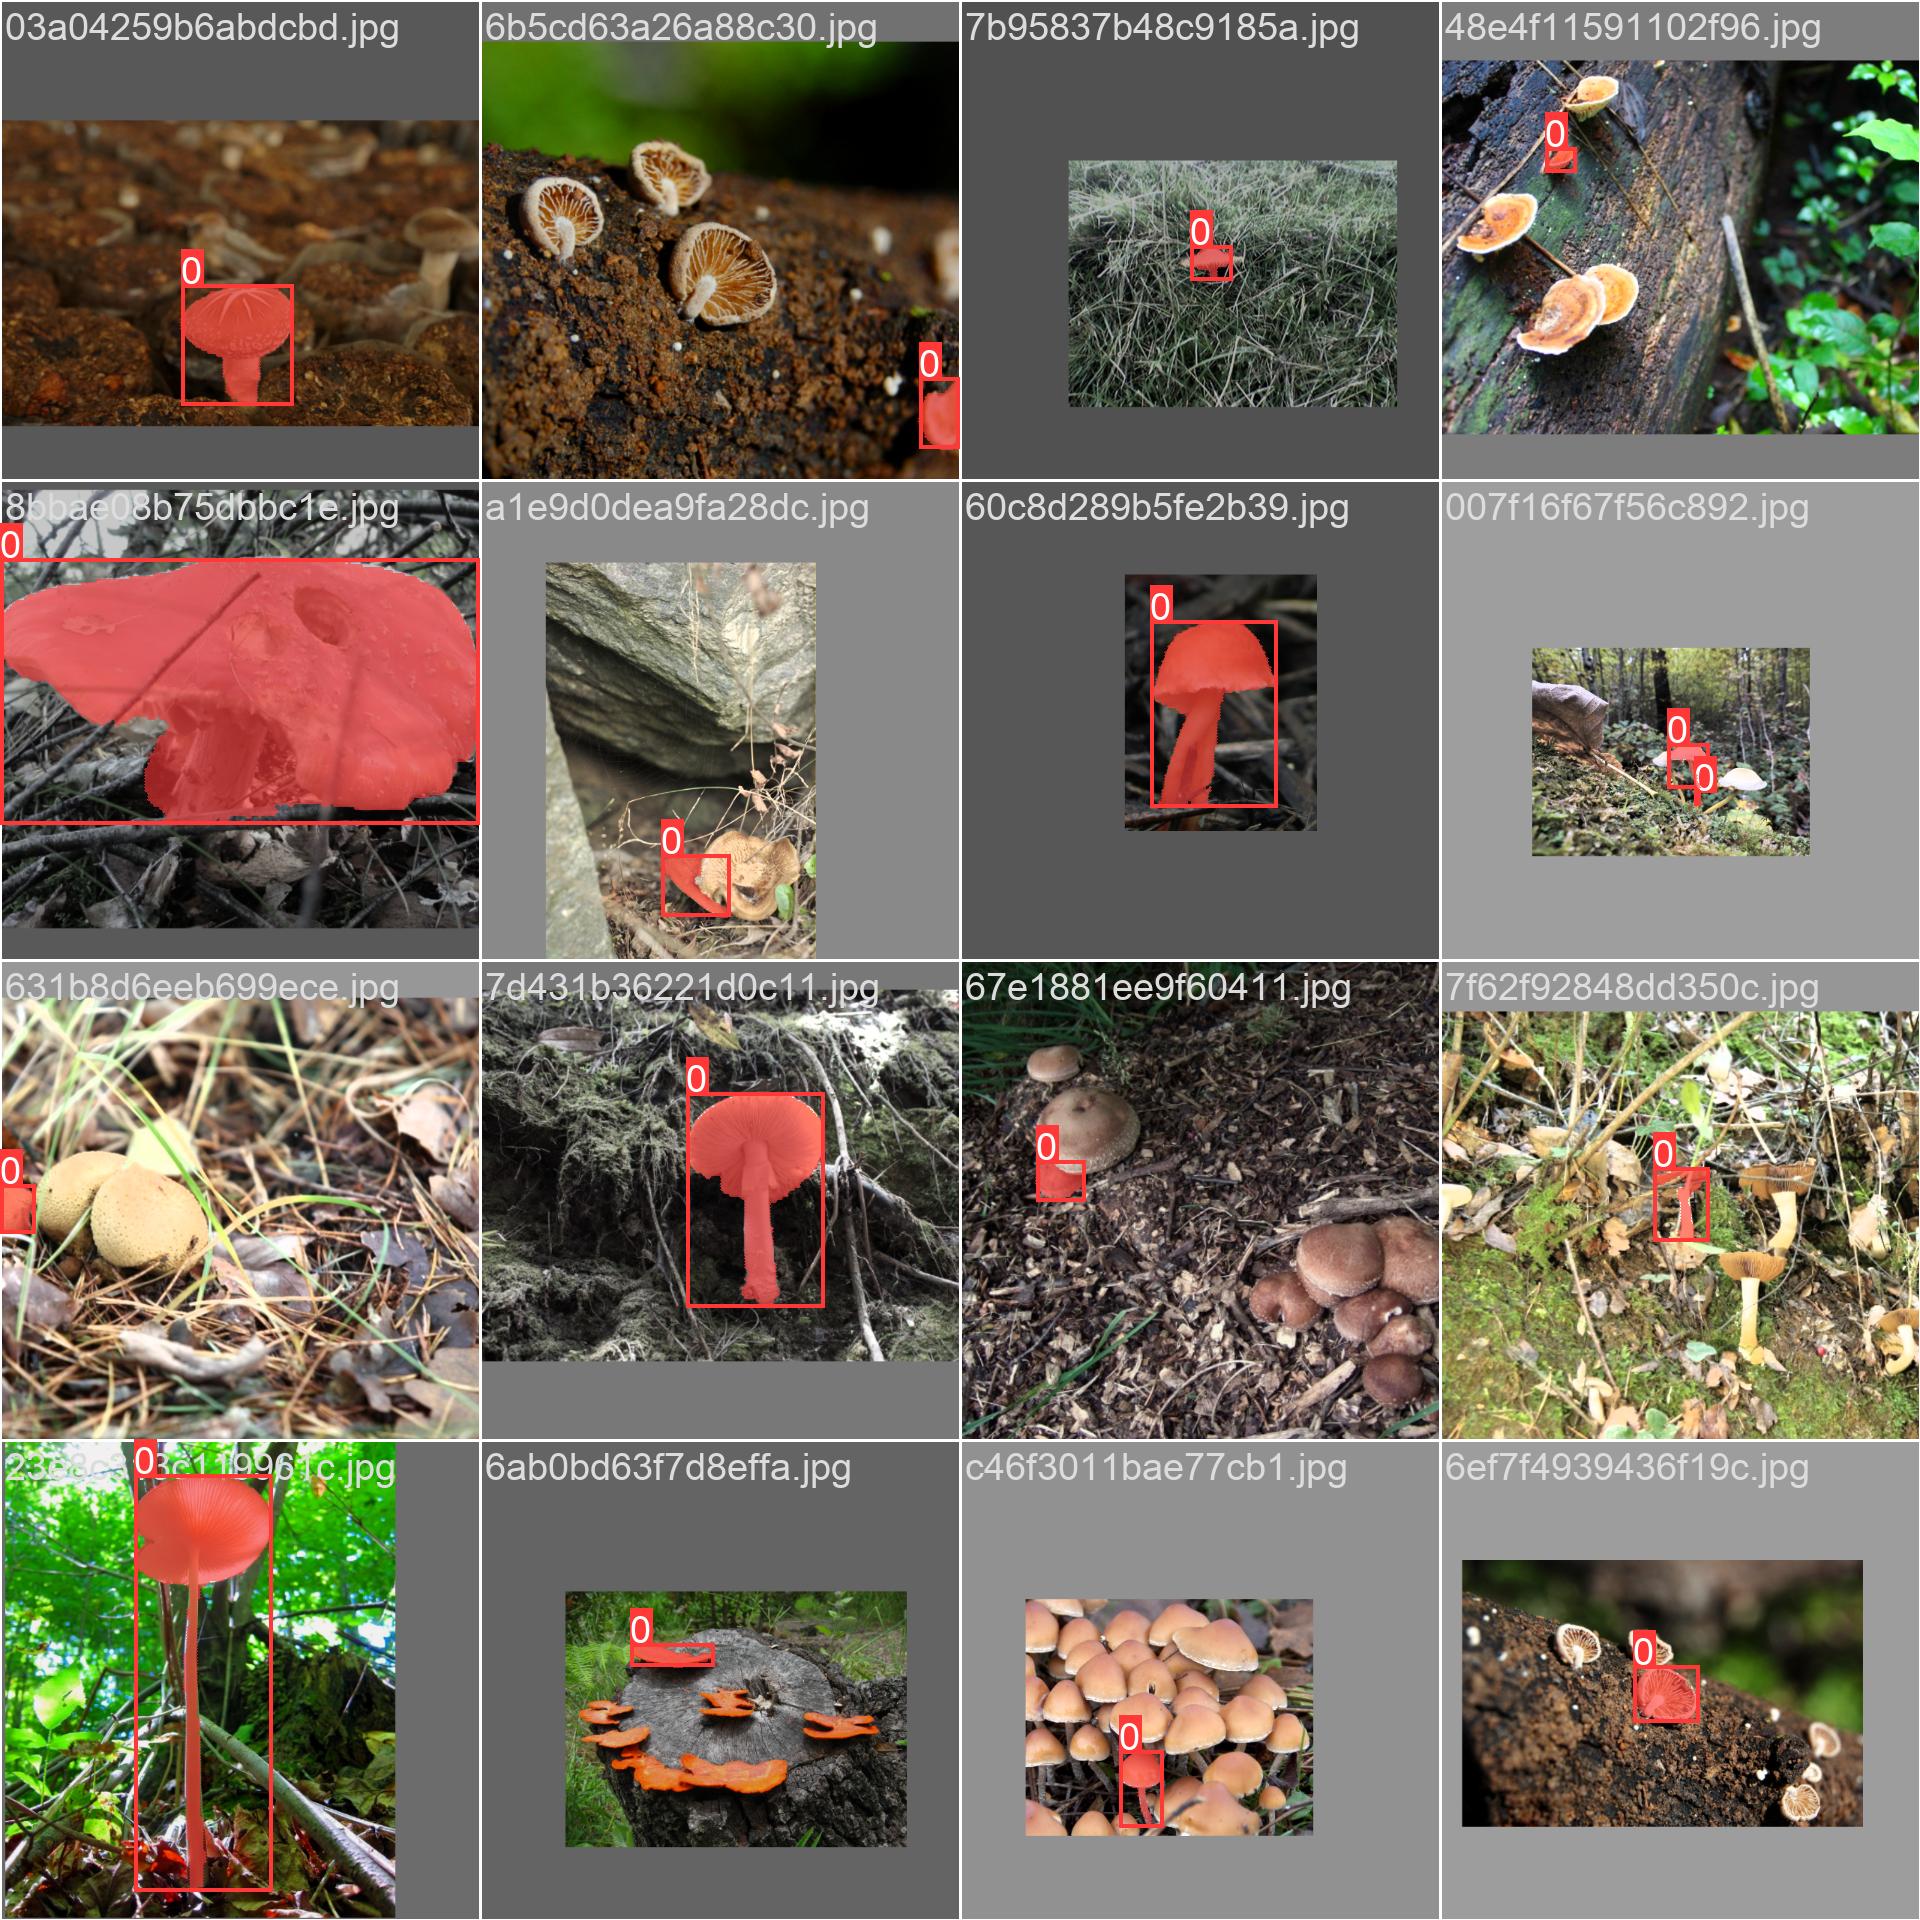 03a04259b6abdcbd.jpg
6b5cd63a26a88c30.jpg
7b95837b48c9185a.jpg
48e4f11591102f96.jpg
0
0
0
0
8bbae08b75dbbc1e.jpg
a1e9d0dea9fa28dc.jpg
60c8d289b5fe2b39.jpg
007f16f67f56c892.jpg
0
0
0
0
0
631b8d6eeb699ece.jpg
7d431b36221d0c11.jpg
67e1881ee9f60411.jpg
7f62f92848dd350c.jpg
0
0
0
0
6ab0bd63f7d8effa.jpg
c46f3011bae77cb1.jpg
6ef7f4939436f19c.jpg
0
0
0
0